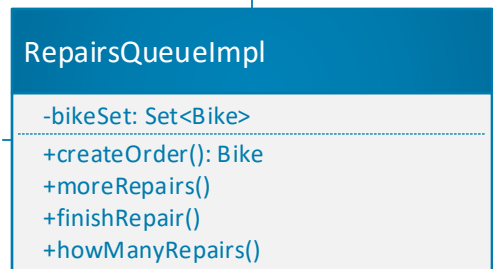 RepairsQueueImpl
-bikeSet: Set<Bike>
+createOrder(): Bike
+moreRepairs()
+finishRepair()
+howManyRepairs()